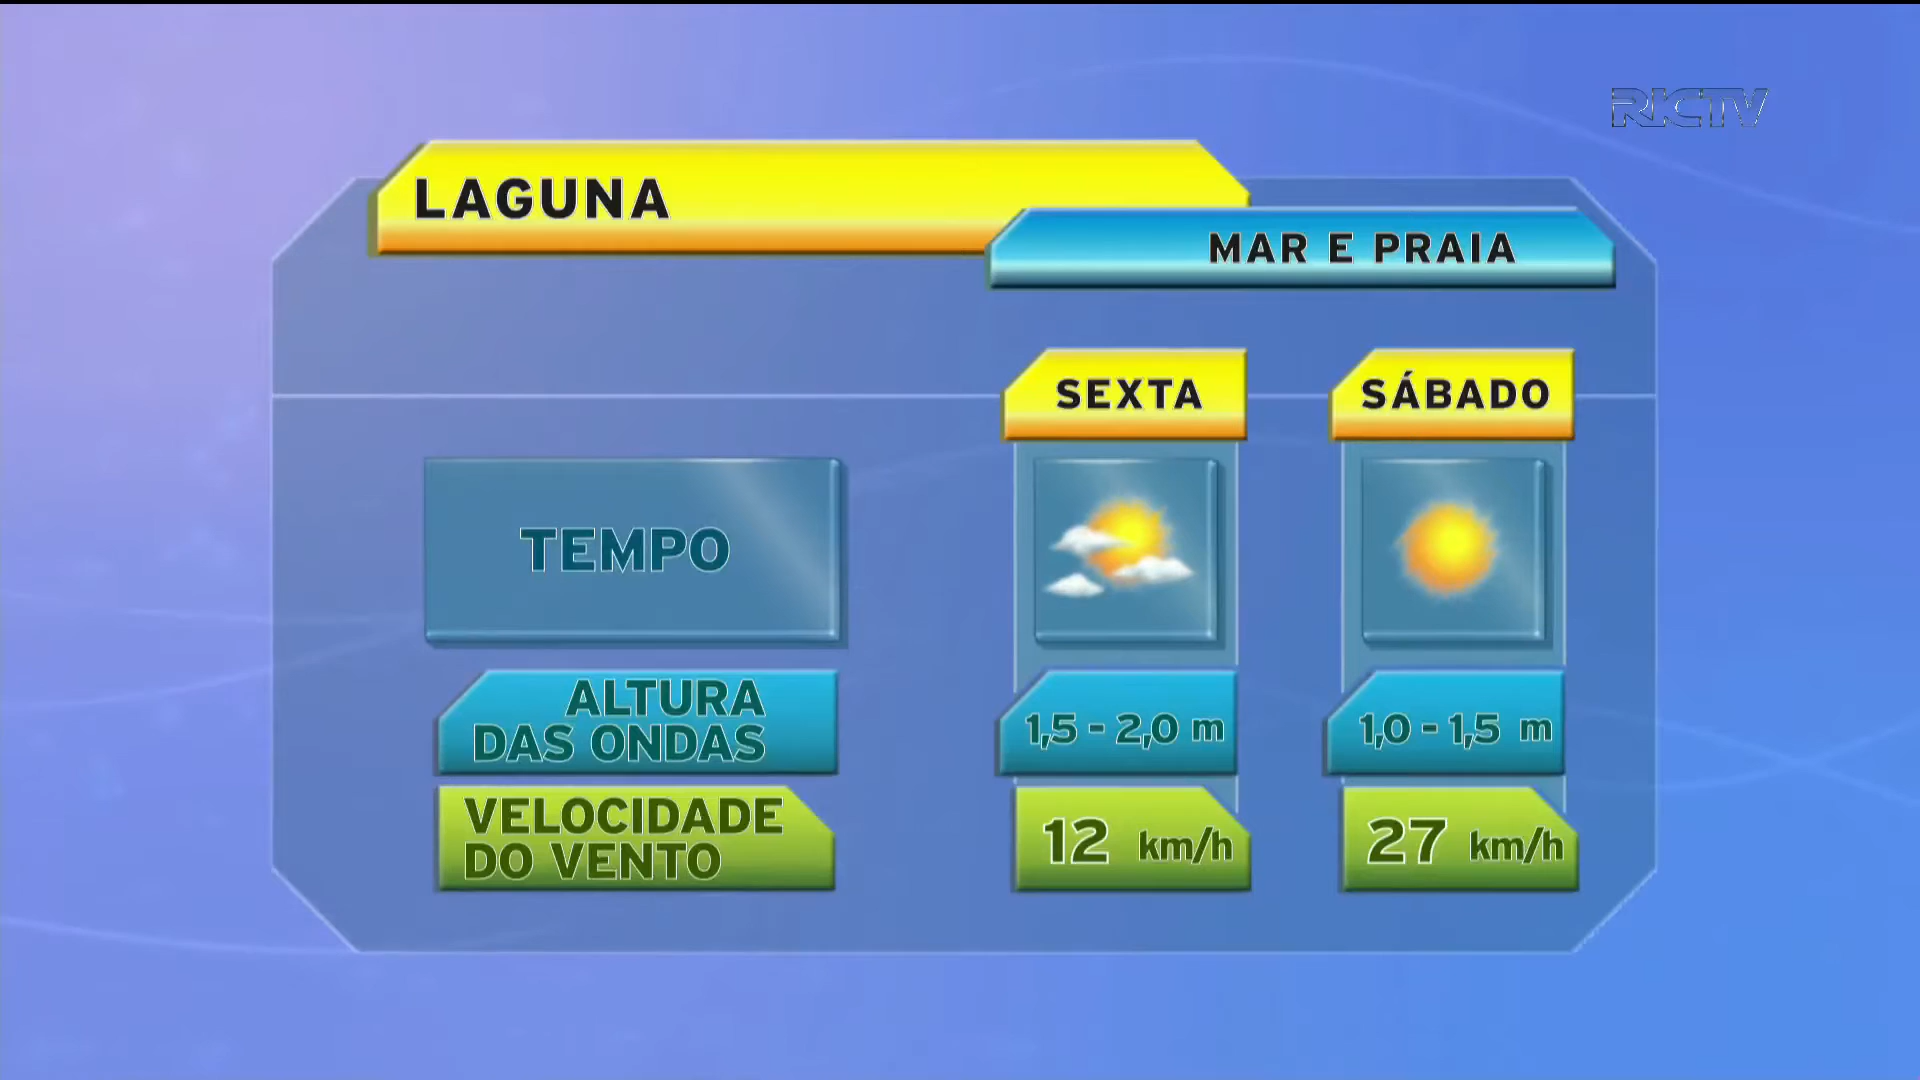 RICTV
LAGUNA
MAR E PRAIA
SEXTA
SÁBADO
TEMPO
ALTURA
DAS ONDAS
1,5 - 2,0 m
1,0 - 1,5 m
VELOCIDADE
DO VENTO
12 km/h
27 km/h